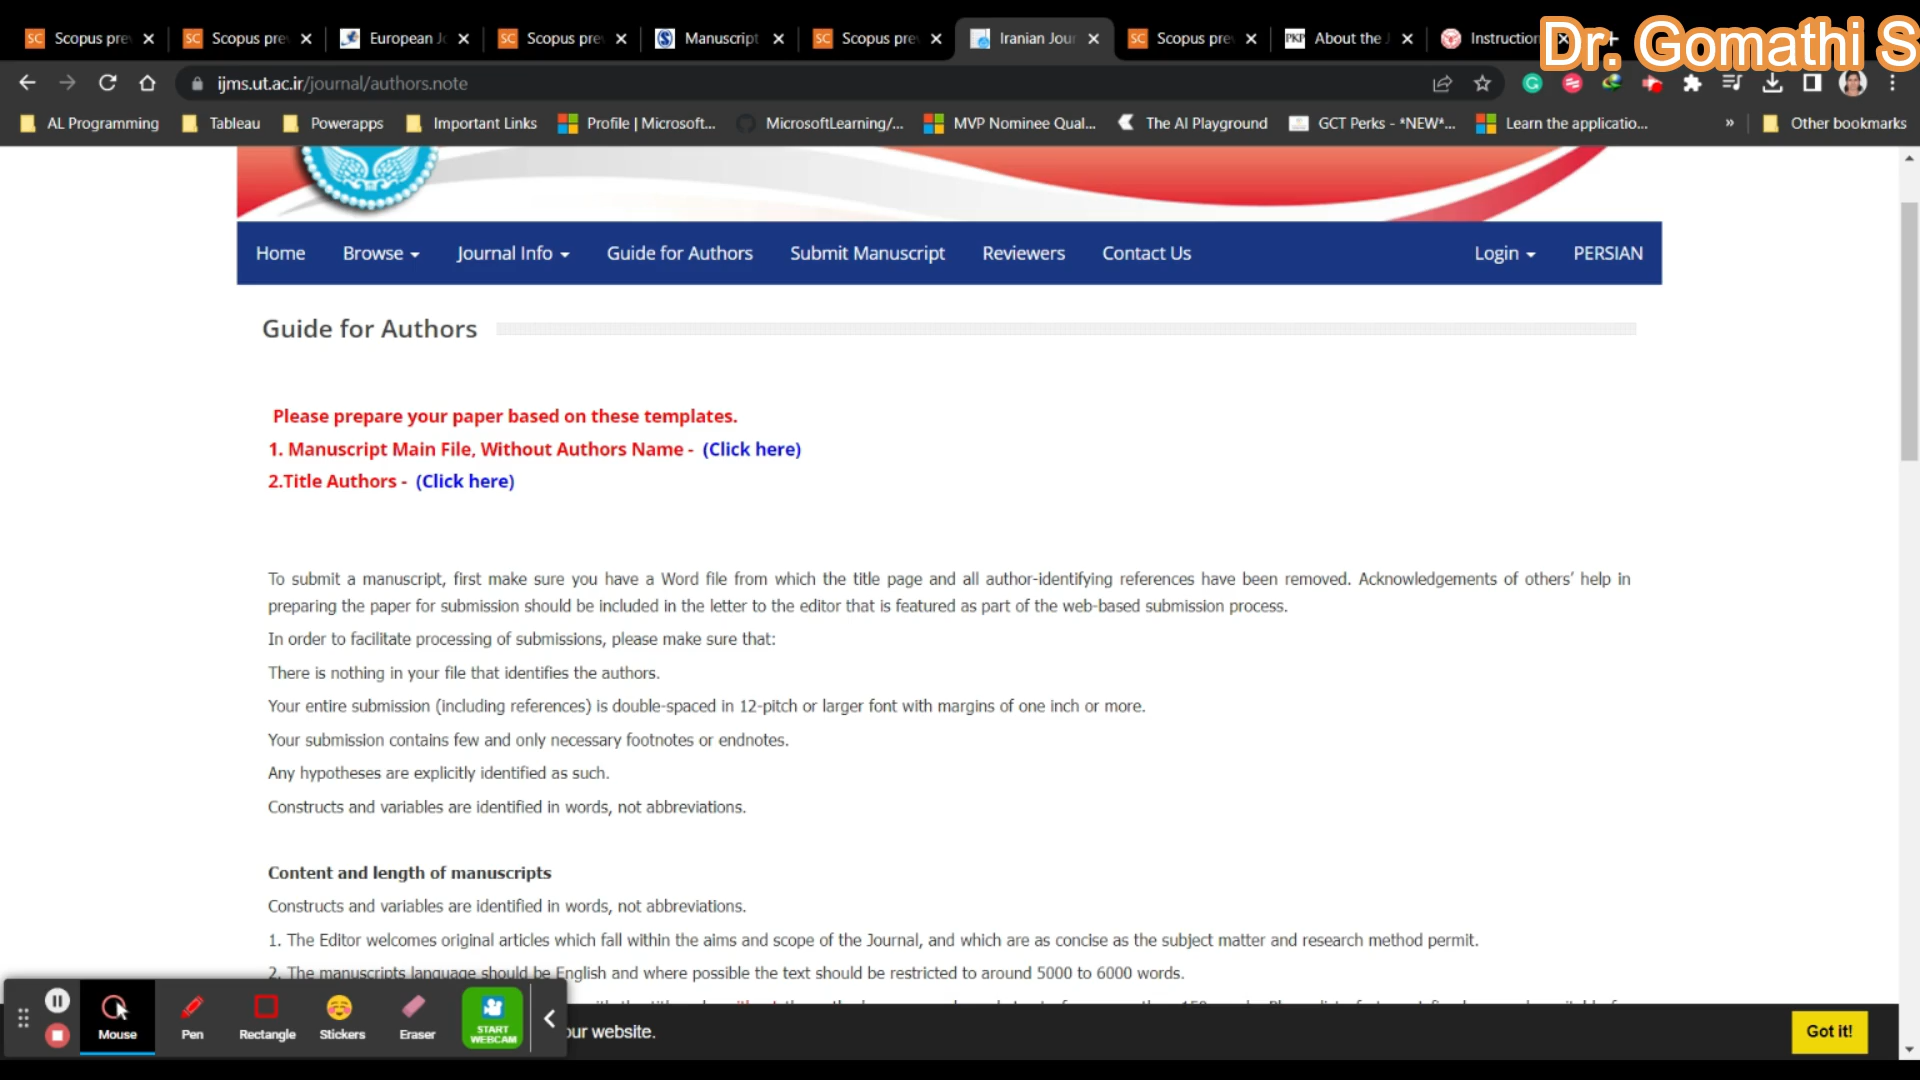 Scopus pre
Scopus pre
European Jo
Scopus pre
Manuscript
Scopus pre
Iranian Jour
Scopus pre
About the J
Instruction
Dr. Gomathi S
ijms.ut.ac.ir/journal/authors.note
AL Programming
Tableau
Powerapps
Important Links
Profile | Microsoft...
MicrosoftLearning/...
MVP Nominee Qual...
The AI Playground
GCT Perks - *NEW*...
Learn the applicatio...
»
Other bookmarks
Home
Browse
Journal Info
Guide for Authors
Submit Manuscript
Reviewers
Contact Us
Login
PERSIAN
Guide for Authors
Please prepare your paper based on these templates.
1. Manuscript Main File, Without Authors Name - (Click here)
2.Title Authors - (Click here)
To submit a manuscript, first make sure you have a Word file from which the title page and all author-identifying references have been removed. Acknowledgements of others' help in
preparing the paper for submission should be included in the letter to the editor that is featured as part of the web-based submission process.
In order to facilitate processing of submissions, please make sure that:
There is nothing in your file that identifies the authors.
Your entire submission (including references) is double-spaced in 12-pitch or larger font with margins of one inch or more.
Your submission contains few and only necessary footnotes or endnotes.
Any hypotheses are explicitly identified as such.
Constructs and variables are identified in words, not abbreviations.
Content and length of manuscripts
Constructs and variables are identified in words, not abbreviations.
1. The Editor welcomes original articles which fall within the aims and scope of the Journal, and which are as concise as the subject matter and research method permit.
2. The manuscripts language should be English and where possible the text should be restricted to around 5000 to 6000 words.
our website.
Got it!
Mouse
Pen
Rectangle
Stickers
Eraser
START
WEBCAM